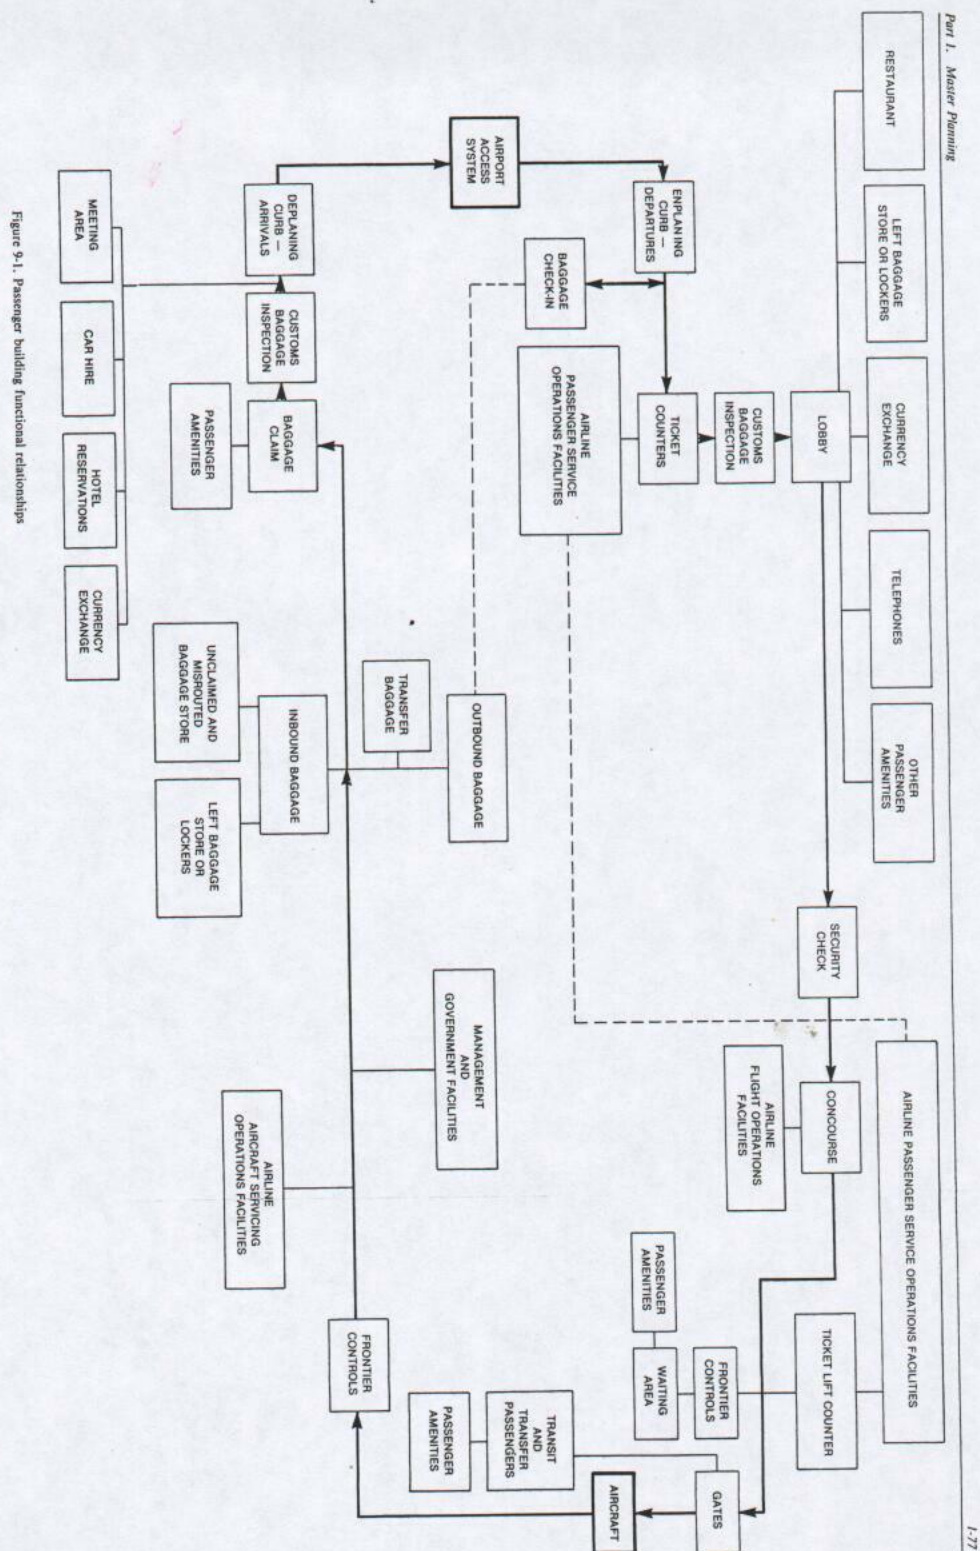 Part 1. Master Planning
1-77
RESTAURANT
LEFT BAGGAGE
STORE OR LOCKERS
CURRENCY
EXCHANGE
TELEPHONES
OTHER
PASSENGER
AMENITIES
AIRLINE PASSENGER SERVICE OPERATIONS FACILITIES
LOBBY
SECURITY
CHECK
CONCOURSE
TICKET LIFT COUNTER
CUSTOMS
BAGGAGE
INSPECTION
AIRLINE
FLIGHT OPERATIONS
FACILITIES
FRONTIER
CONTROLS
GATES
ENPLANING
CURB —
DEPARTURES
TICKET
COUNTERS
PASSENGER
AMENITIES
WAITING
AREA
AIRCRAFT
BAGGAGE
CHECK-IN
AIRLINE
PASSENGER SERVICE
OPERATIONS FACILITIES
TRANSIT
AND
TRANSFER
PASSENGERS
AIRPORT
ACCESS
SYSTEM
OUTBOUND BAGGAGE
MANAGEMENT
AND
GOVERNMENT FACILITIES
PASSENGER
AMENITIES
TRANSFER
BAGGAGE
FRONTIER
CONTROLS
DEPLANING
CURB —
ARRIVALS
CUSTOMS
BAGGAGE
INSPECTION
BAGGAGE
CLAIM
INBOUND BAGGAGE
AIRLINE
AIRCRAFT SERVICING
OPERATIONS FACILITIES
PASSENGER
AMENITIES
UNCLAIMED AND
MISROUTED
BAGGAGE STORE
LEFT BAGGAGE
STORE OR
LOCKERS
MEETING
AREA
CAR HIRE
HOTEL
RESERVATIONS
CURRENCY
EXCHANGE
Figure 9-1. Passenger building functional relationships